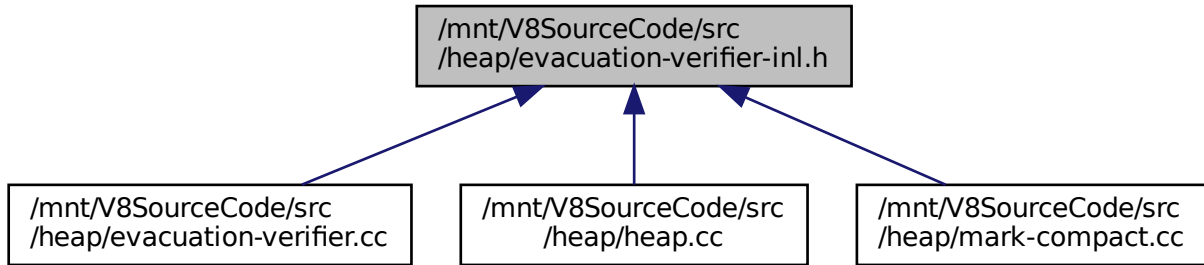 /mnt/V8SourceCode/src
/heap/evacuation-verifier-inl.h
/mnt/V8SourceCode/src
/heap/evacuation-verifier.cc
/mnt/V8SourceCode/src
/heap/heap.cc
/mnt/V8SourceCode/src
/heap/mark-compact.cc